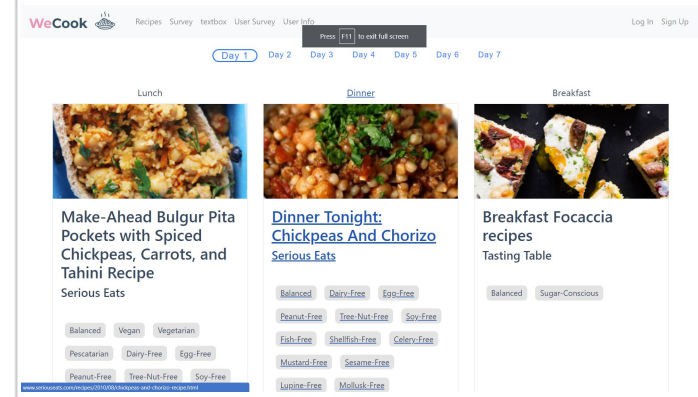 WeCook Recipes Survey textbox User Survey User Info Log In Sign Up
Press F11 to exit full screen
Day 1 Day 2 Day 3 Day 4 Day 5 Day 6 Day 7
Lunch
Make-Ahead Bulgur Pita
Pockets with Spiced
Chickpeas, Carrots, and
Tahini Recipe
Serious Eats
Balanced Vegan Vegetarian
Pescatarian Dairy-Free Egg-Free
Peanut-Free Tree-Nut-Free Soy-Free
Dinner
Dinner Tonight:
Chickpeas And Chorizo
Serious Eats
Balanced Dairy-Free Egg-Free
Peanut-Free Tree-Nut-Free Soy-Free
Fish-Free Shellfish-Free Celery-Free
Mustard-Free Sesame-Free
Lupine-Free Mollusk-Free
Breakfast
Breakfast Focaccia
recipes
Tasting Table
Balanced Sugar-Conscious
www.seriouseats.com/recipes/2010/08/chickpeas-and-chorizo-recipe.html